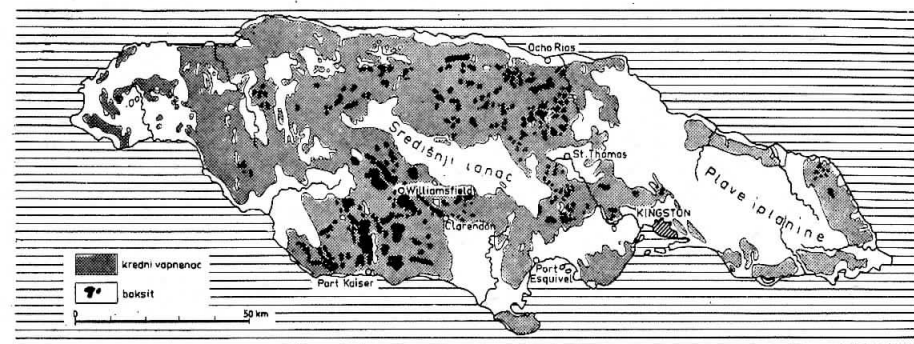 Ocho Rios
Središnji lanac
St. Thomas
Williamsfield
Plave planine
KINGSTON
Clarendon
Port
Esquivel
Port Kaiser
kredni vapnenac
boksit
0
50 km